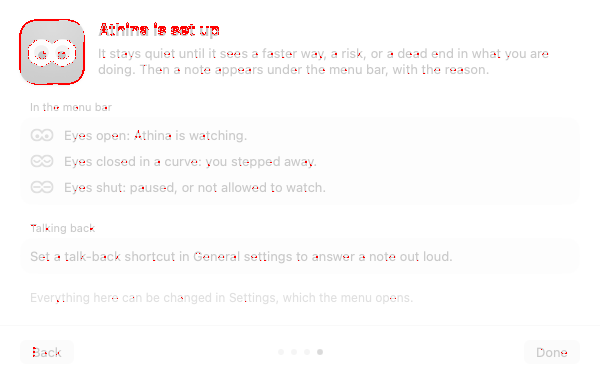 Athina is set up
It stays quiet until it sees a faster way, a risk, or a dead end in what you are
doing. Then a note appears under the menu bar, with the reason.
In the menu bar
Eyes open: Athina is watching.
Eyes closed in a curve: you stepped away.
Eyes shut: paused, or not allowed to watch.
Talking back
Set a talk-back shortcut in General settings to answer a note out loud.
Everything here can be changed in Settings, which the menu opens.
Back
Done